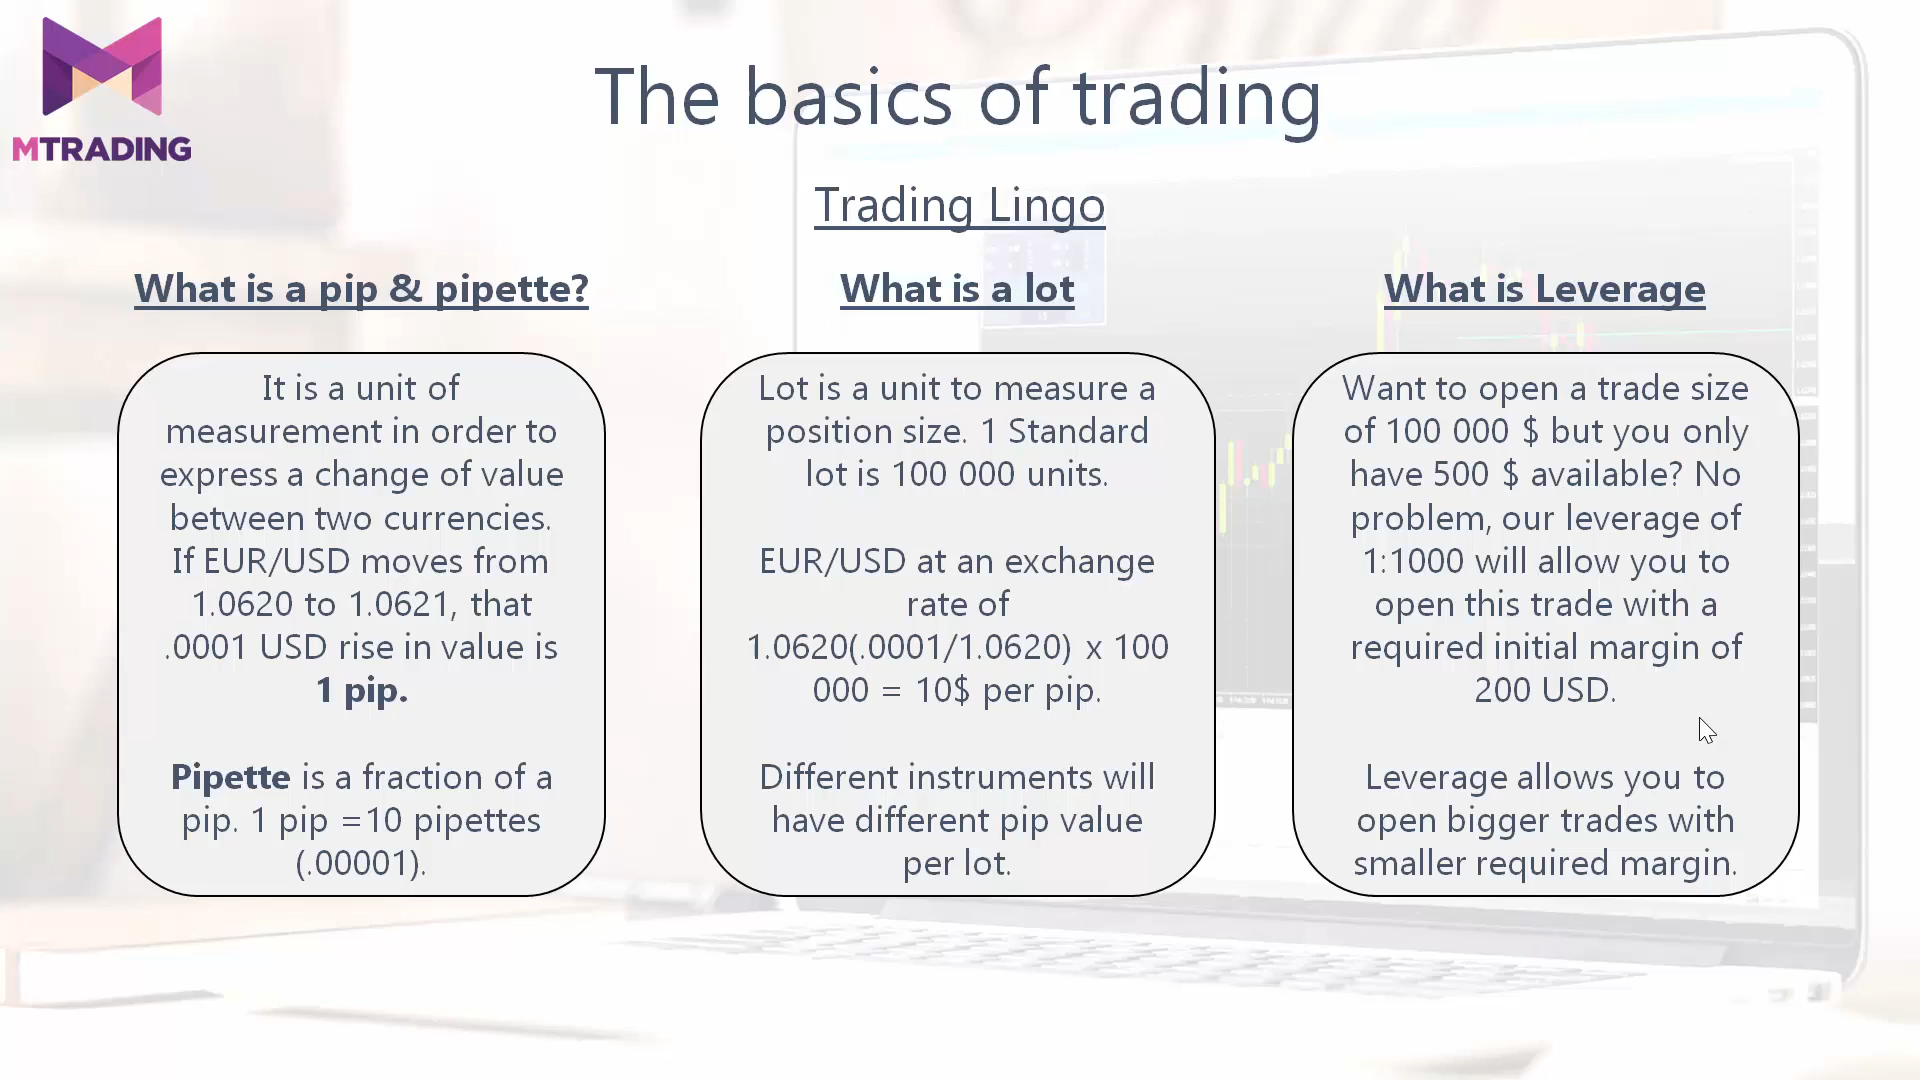 MTRADING
The basics of trading
Trading Lingo
What is a pip & pipette?
It is a unit of
measurement in order to
express a change of value
between two currencies.
If EUR/USD moves from
1.0620 to 1.0621, that
.0001 USD rise in value is
1 pip.
Pipette is a fraction of a
pip. 1 pip =10 pipettes
(.00001).
What is a lot
Lot is a unit to measure a
position size. 1 Standard
lot is 100 000 units.
EUR/USD at an exchange
rate of
1.0620(.0001/1.0620) x 100
000 = 10$ per pip.
Different instruments will
have different pip value
per lot.
What is Leverage
Want to open a trade size
of 100 000 $ but you only
have 500 $ available? No
problem, our leverage of
1:1000 will allow you to
open this trade with a
required initial margin of
200 USD.
Leverage allows you to
open bigger trades with
smaller required margin.